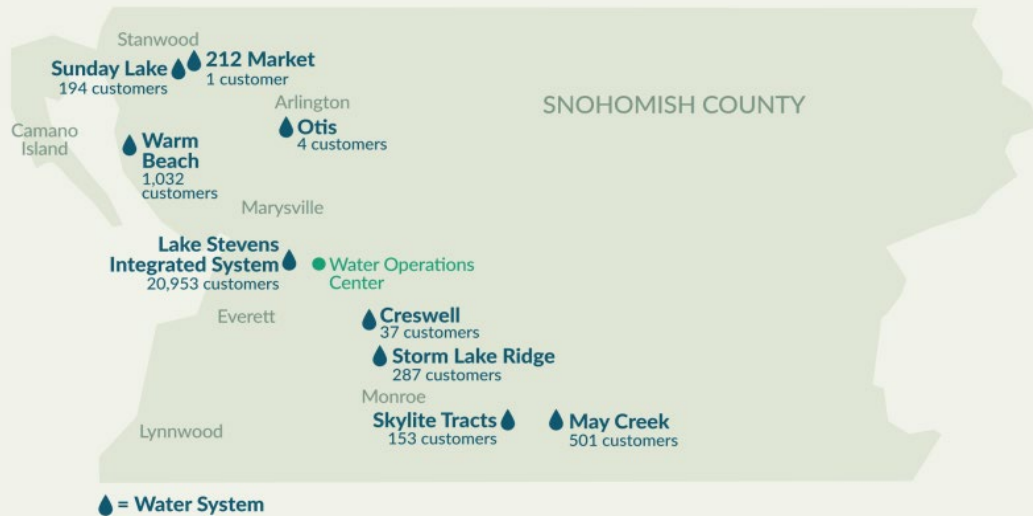 Stanwood
212 Market
1 customer
Sunday Lake
194 customers
Arlington
SNOHOMISH COUNTY
Otis
4 customers
Camano
Island
Warm
Beach
1,032
customers
Marysville
Lake Stevens
Integrated System
20,953 customers
Water Operations
Center
Everett
Creswell
37 customers
Storm Lake Ridge
287 customers
Monroe
Skylite Tracts
153 customers
May Creek
501 customers
Lynnwood
= Water System